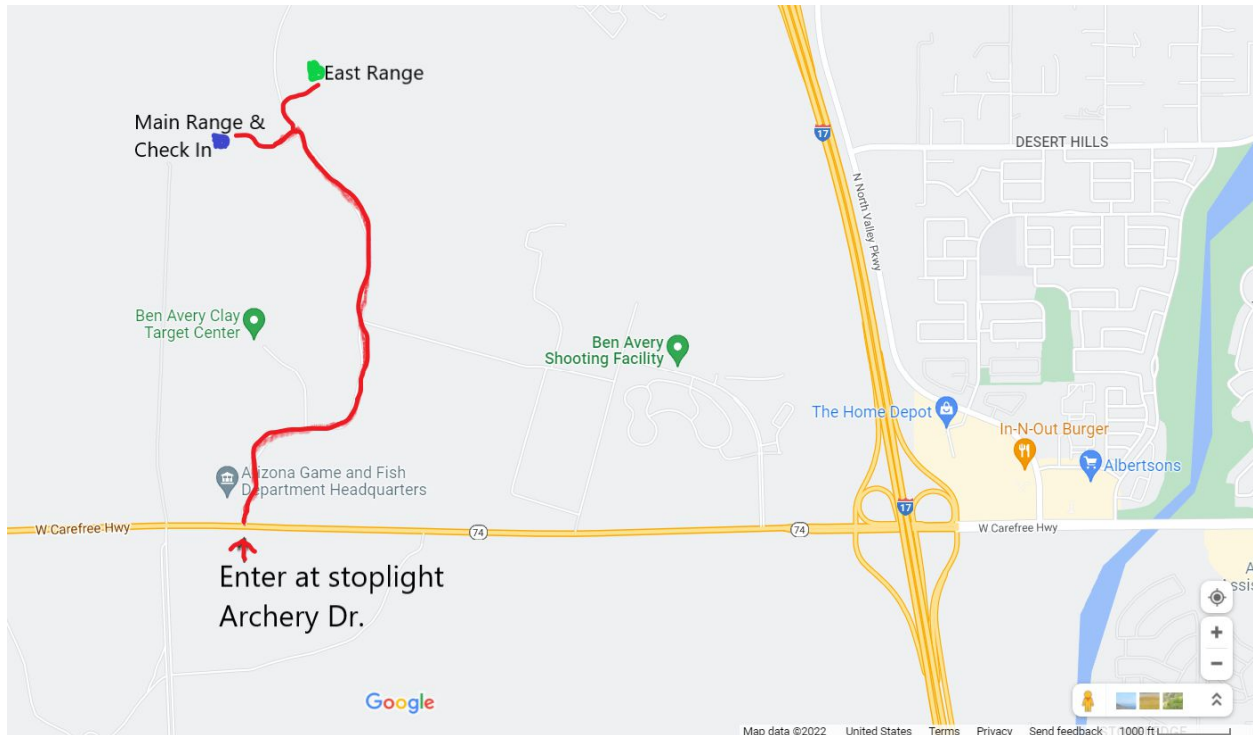 East Range
Main Range &
Check In
17
DESERT HILLS
N North Valley Pkwy
Ben Avery Clay
Target Center
Ben Avery
Shooting Facility
The Home Depot
In-N-Out Burger
Albertsons
Arizona Game and Fish
Department Headquarters
W Carefree Hwy
74
74
17
W Carefree Hwy
Enter at stoplight
Archery Dr.
Google
Map data ©2022 United States Terms Privacy Send feedback 1000 ft